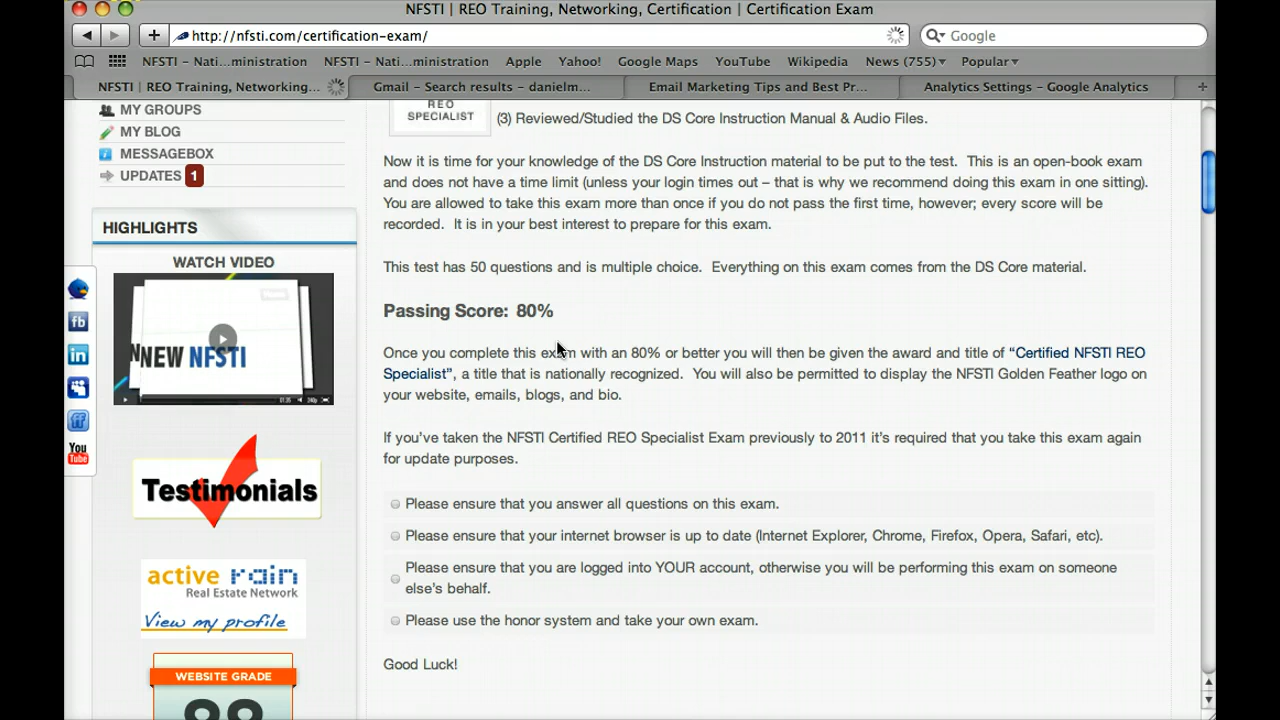 NFSTI | REO Training, Networking, Certification | Certification Exam
http://nfsti.com/certification-exam/
Google
NFSTI – Nati...ministration NFSTI – Nati...ministration Apple Yahoo! Google Maps YouTube Wikipedia News (755)▾ Popular▾
NFSTI | REO Training, Networking... Gmail – Search results – danielm... Email Marketing Tips and Best Pr... Analytics Settings – Google Analytics
MY GROUPS
MY BLOG
MESSAGEBOX
UPDATES 1
HIGHLIGHTS
WATCH VIDEO
NEW NFSTI
fb
in
ff
You
Tube
Testimonials
active rain
Real Estate Network
View my profile
WEBSITE GRADE
REO
SPECIALIST
(3) Reviewed/Studied the DS Core Instruction Manual & Audio Files.
Now it is time for your knowledge of the DS Core Instruction material to be put to the test. This is an open-book exam
and does not have a time limit (unless your login times out – that is why we recommend doing this exam in one sitting).
You are allowed to take this exam more than once if you do not pass the first time, however; every score will be
recorded. It is in your best interest to prepare for this exam.
This test has 50 questions and is multiple choice. Everything on this exam comes from the DS Core material.
Passing Score: 80%
Once you complete this exam with an 80% or better you will then be given the award and title of “Certified NFSTI REO
Specialist”, a title that is nationally recognized. You will also be permitted to display the NFSTI Golden Feather logo on
your website, emails, blogs, and bio.
If you’ve taken the NFSTI Certified REO Specialist Exam previously to 2011 it’s required that you take this exam again
for update purposes.
Please ensure that you answer all questions on this exam.
Please ensure that your internet browser is up to date (Internet Explorer, Chrome, Firefox, Opera, Safari, etc).
Please ensure that you are logged into YOUR account, otherwise you will be performing this exam on someone
else’s behalf.
Please use the honor system and take your own exam.
Good Luck!